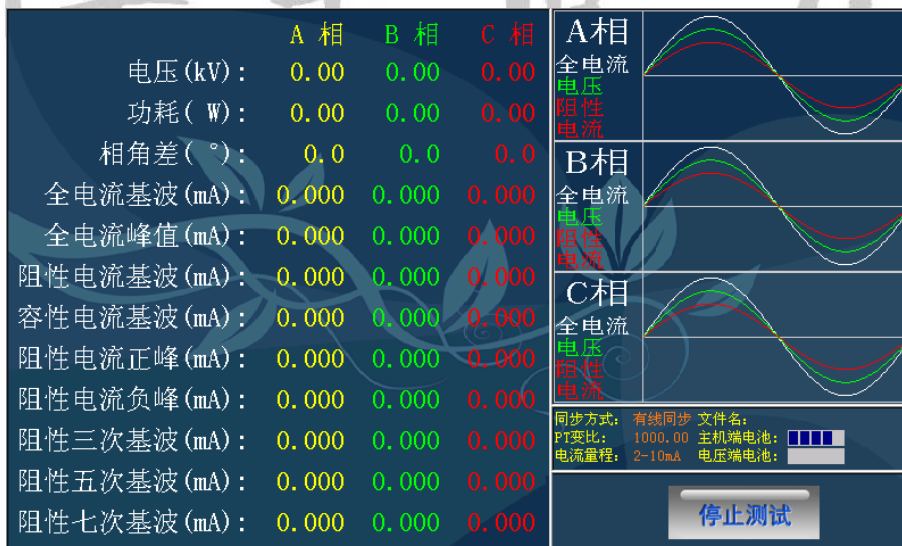 A 相 B 相 C 相
电压(kV): 0.00 0.00 0.00
功耗( W): 0.00 0.00 0.00
相角差( °): 0.0 0.0 0.0
全电流基波(mA): 0.000 0.000 0.000
全电流峰值(mA): 0.000 0.000 0.000
阻性电流基波(mA): 0.000 0.000 0.000
容性电流基波(mA): 0.000 0.000 0.000
阻性电流正峰(mA): 0.000 0.000 0.000
阻性电流负峰(mA): 0.000 0.000 0.000
阻性三次基波(mA): 0.000 0.000 0.000
阻性五次基波(mA): 0.000 0.000 0.000
阻性七次基波(mA): 0.000 0.000 0.000
A相
全电流
电压
阻性
电流
B相
全电流
电压
阻性
电流
C相
全电流
电压
阻性
电流
同步方式: 有线同步 文件名:
PT变比: 1000.00 主机端电池:
电流量程: 2-10mA 电压端电池:
停止测试